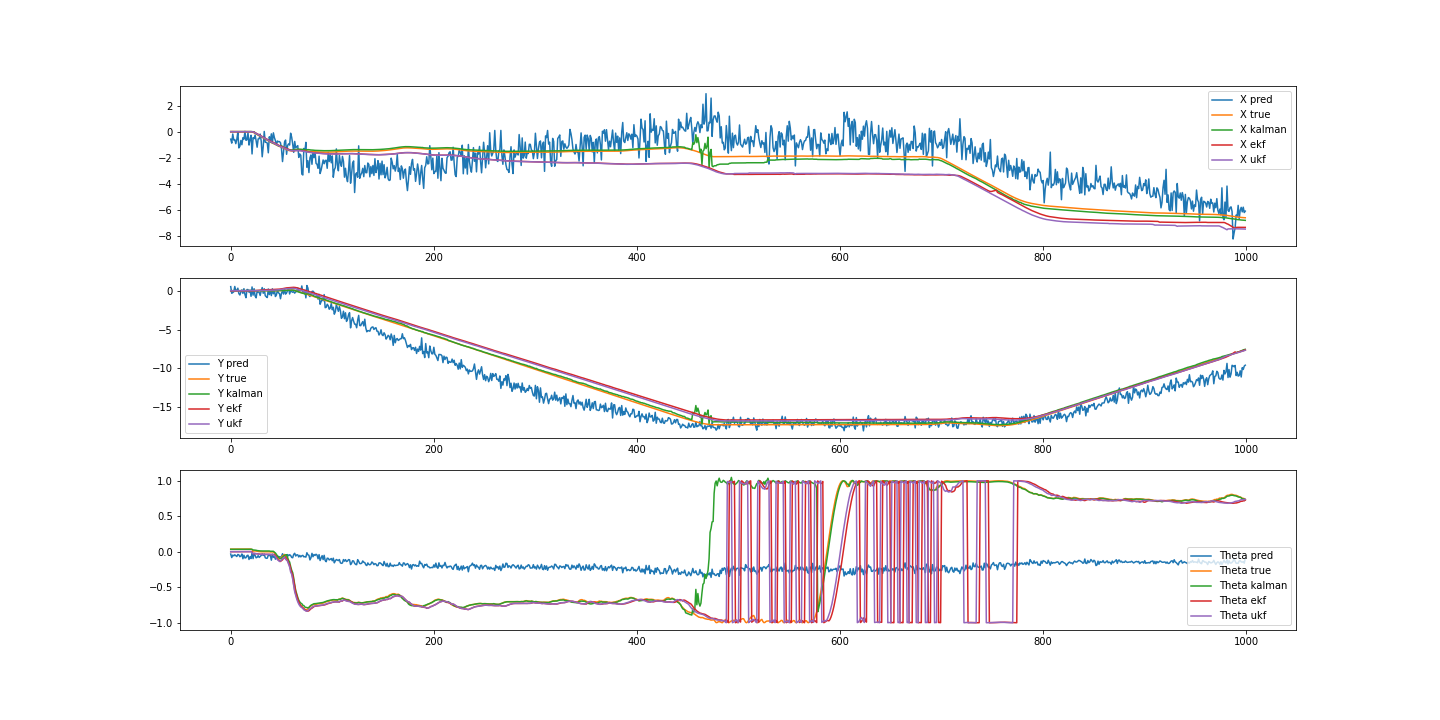 2
0
−2
−4
−6
−8
X pred
X true
X kalman
X ekf
X ukf
0 200 400 600 800 1000
0
−5
−10
−15
Y pred
Y true
Y kalman
Y ekf
Y ukf
0 200 400 600 800 1000
1.0
0.5
0.0
−0.5
−1.0
Theta pred
Theta true
Theta kalman
Theta ekf
Theta ukf
0 200 400 600 800 1000